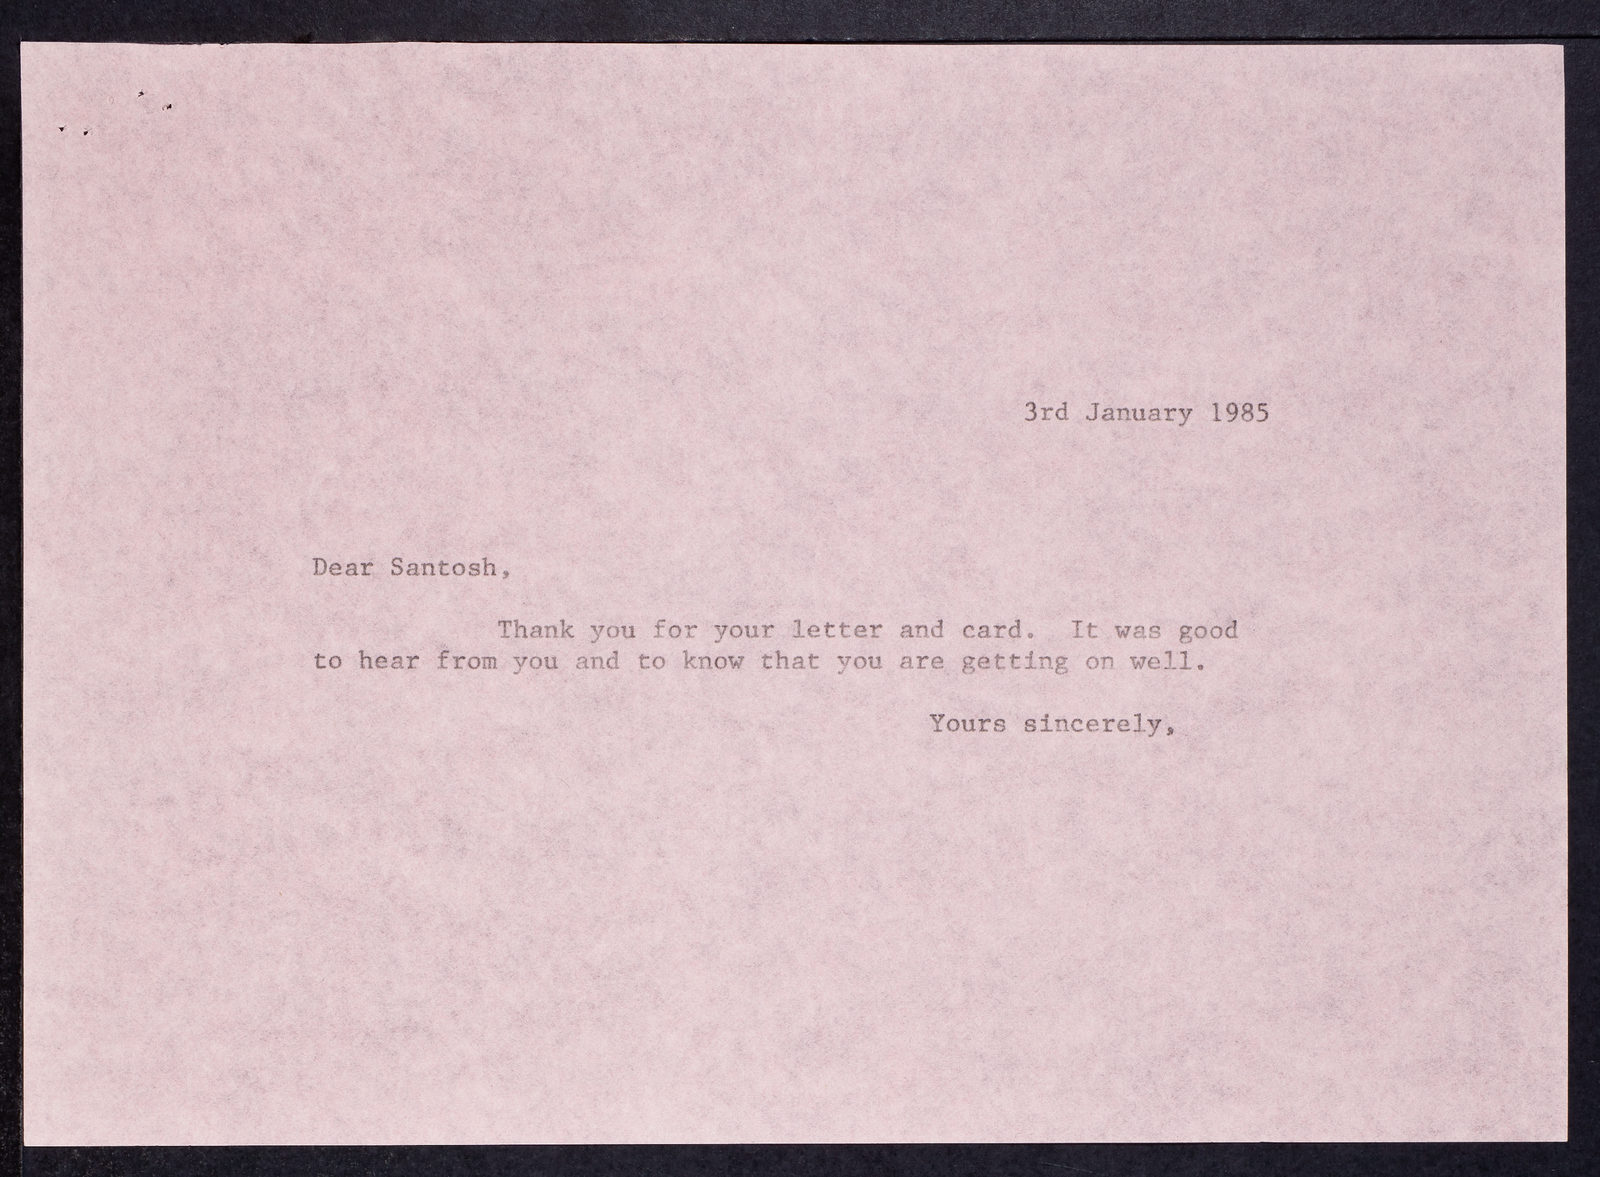 3rd January 1985
Dear Santosh,
Thank you for your letter and card. It was good
to hear from you and to know that you are getting on well.
Yours sincerely,